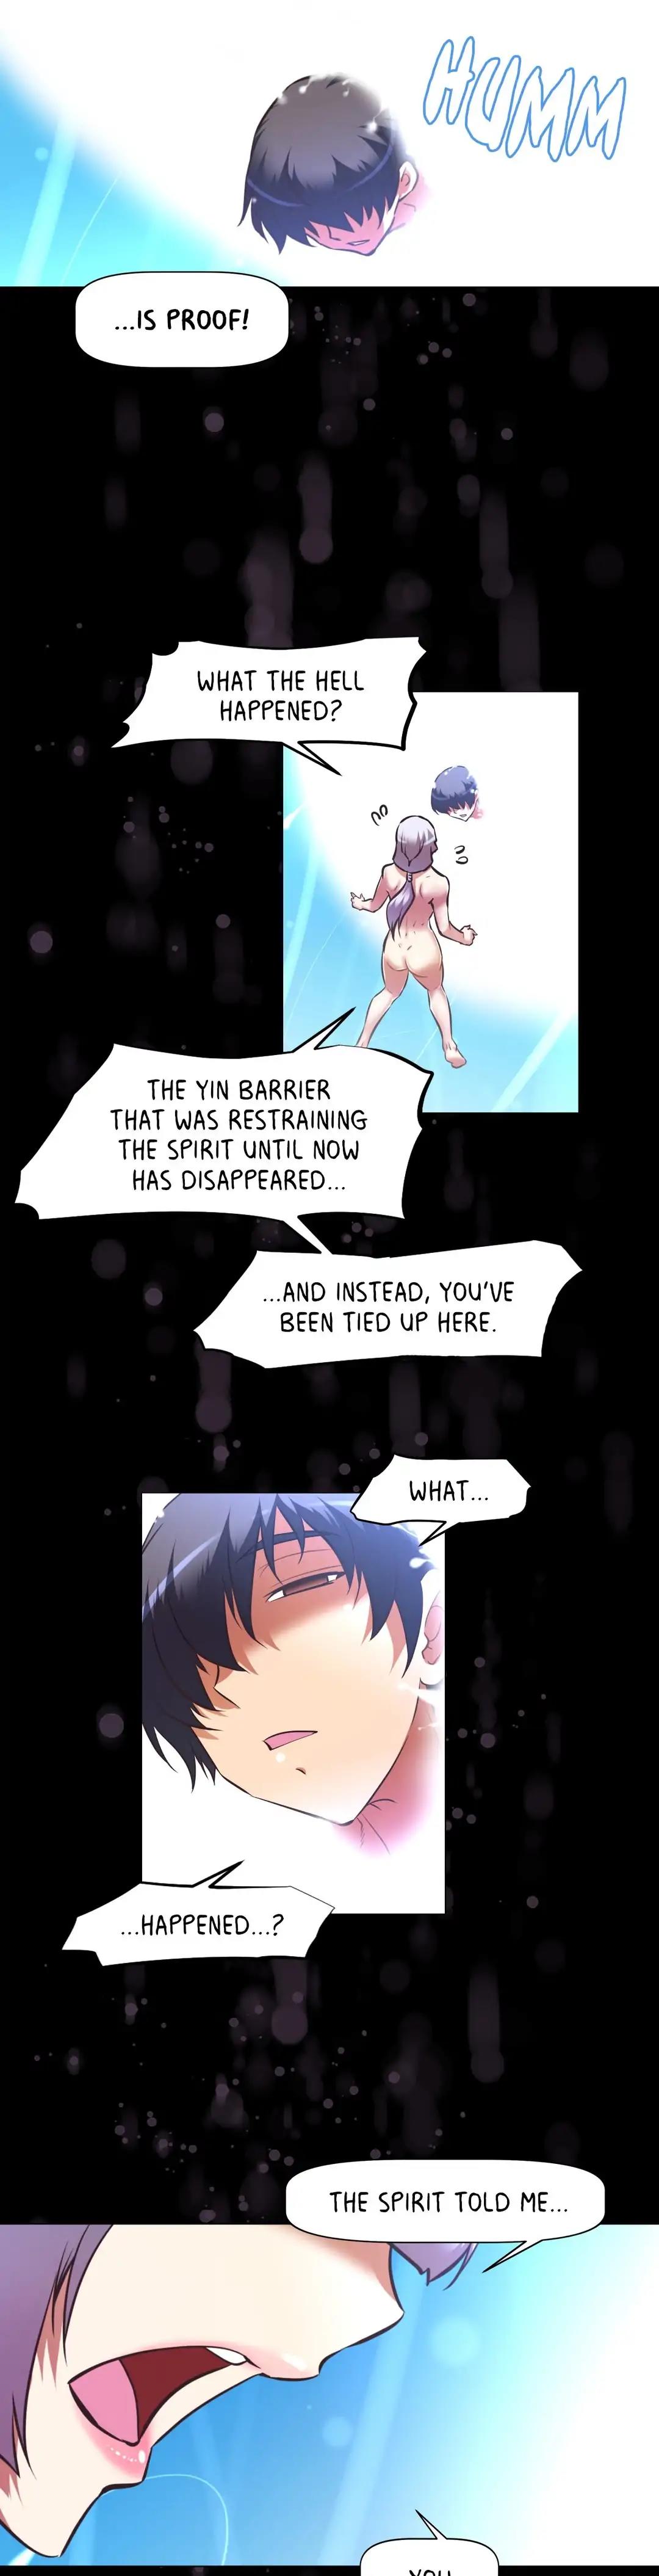 HUMM
...IS PROOF!
WHAT THE HELL
HAPPENED?
THE YIN BARRIER
THAT WAS RESTRAINING
THE SPIRIT UNTIL NOW
HAS DISAPPEARED...
...AND INSTEAD, YOU'VE
BEEN TIED UP HERE.
WHAT...
...HAPPENED...?
THE SPIRIT TOLD ME...
YOU